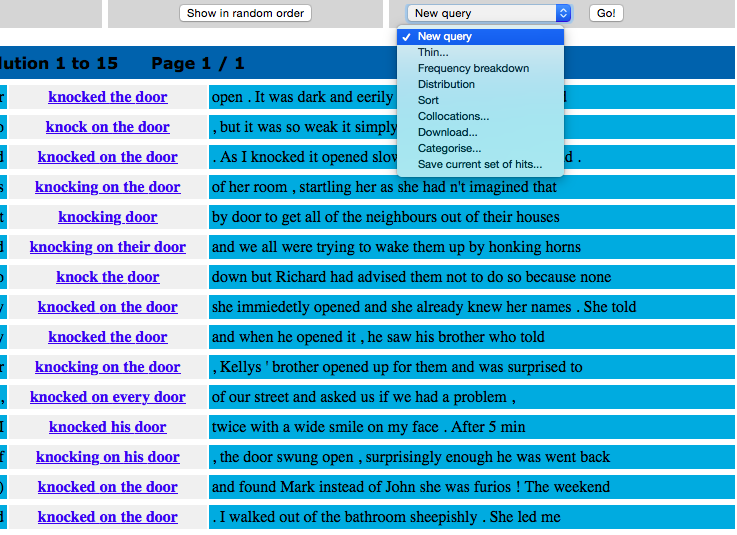 Show in random order New query Go!
New query
Thin...
Frequency breakdown
Distribution
Sort
Collocations...
Download...
Categorise...
Save current set of hits...
lution 1 to 15 Page 1 / 1
knocked the door open . It was dark and eerily
knock on the door , but it was so weak it simply
knocked on the door . As I knocked it opened slow d .
knocking on the door of her room , startling her as she had n't imagined that
knocking door by door to get all of the neighbours out of their houses
knocking on their door and we all were trying to wake them up by honking horns
knock the door down but Richard had advised them not to do so because none
knocked on the door she immiedetly opened and she already knew her names . She told
knocked the door and when he opened it , he saw his brother who told
knocking on the door , Kellys ' brother opened up for them and was surprised to
, knocked on every door of our street and asked us if we had a problem ,
I knocked his door twice with a wide smile on my face . After 5 min
f knocking on his door , the door swung open , surprisingly enough he was went back
) knocked on the door and found Mark instead of John she was furios ! The weekend
d knocked on the door . I walked out of the bathroom sheepishly . She led me